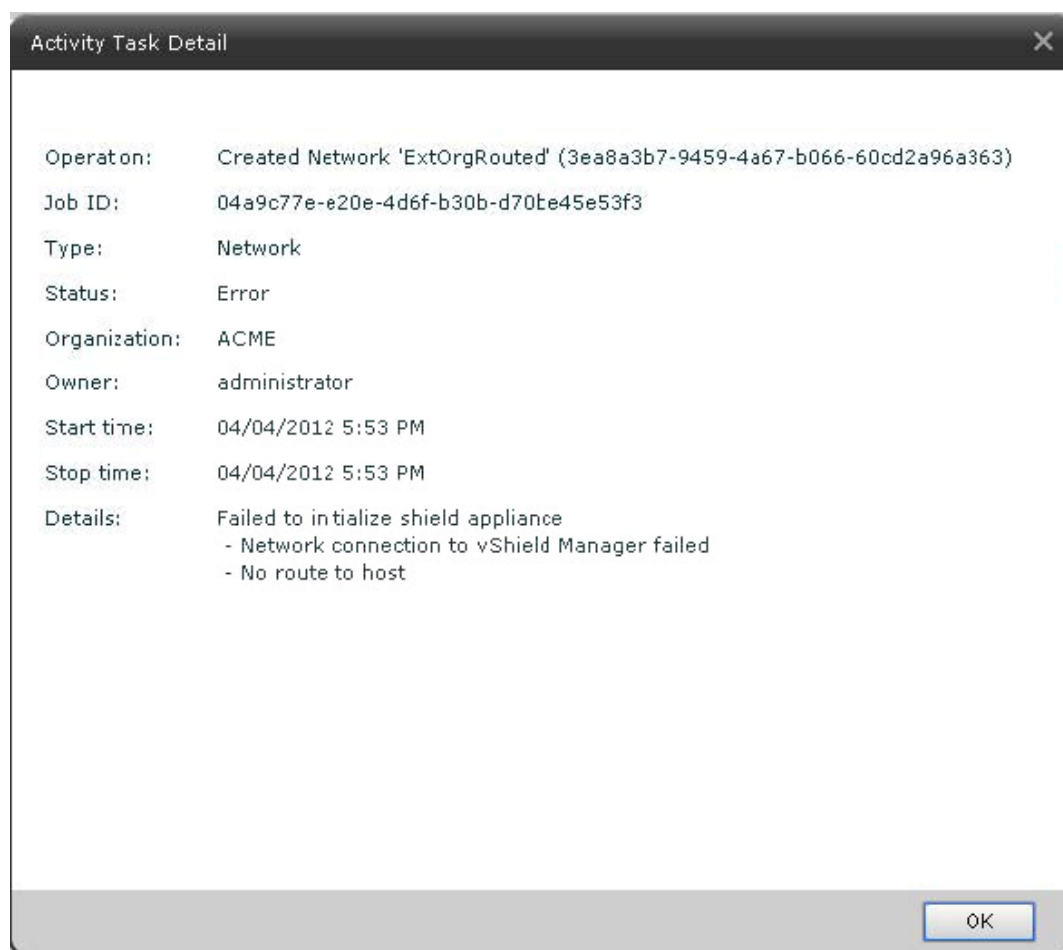 Activity Task Detail
Operaton: Created Network 'ExtOrgRouted' (3ea8a3b7-9459-4a67-b066-60cd2a96a363)
Job ID: 04a9c77e-e20e-4d6f-b30b-d70be45e53f3
Type: Network
Status: Error
Organization: ACME
Owner: administrator
Start time: 04/04/2012 5:53 PM
Stop time: 04/04/2012 5:53 PM
Details: Failed to intialize shield appliance
- Network connection to vShield Manager failed
- No route to host
OK